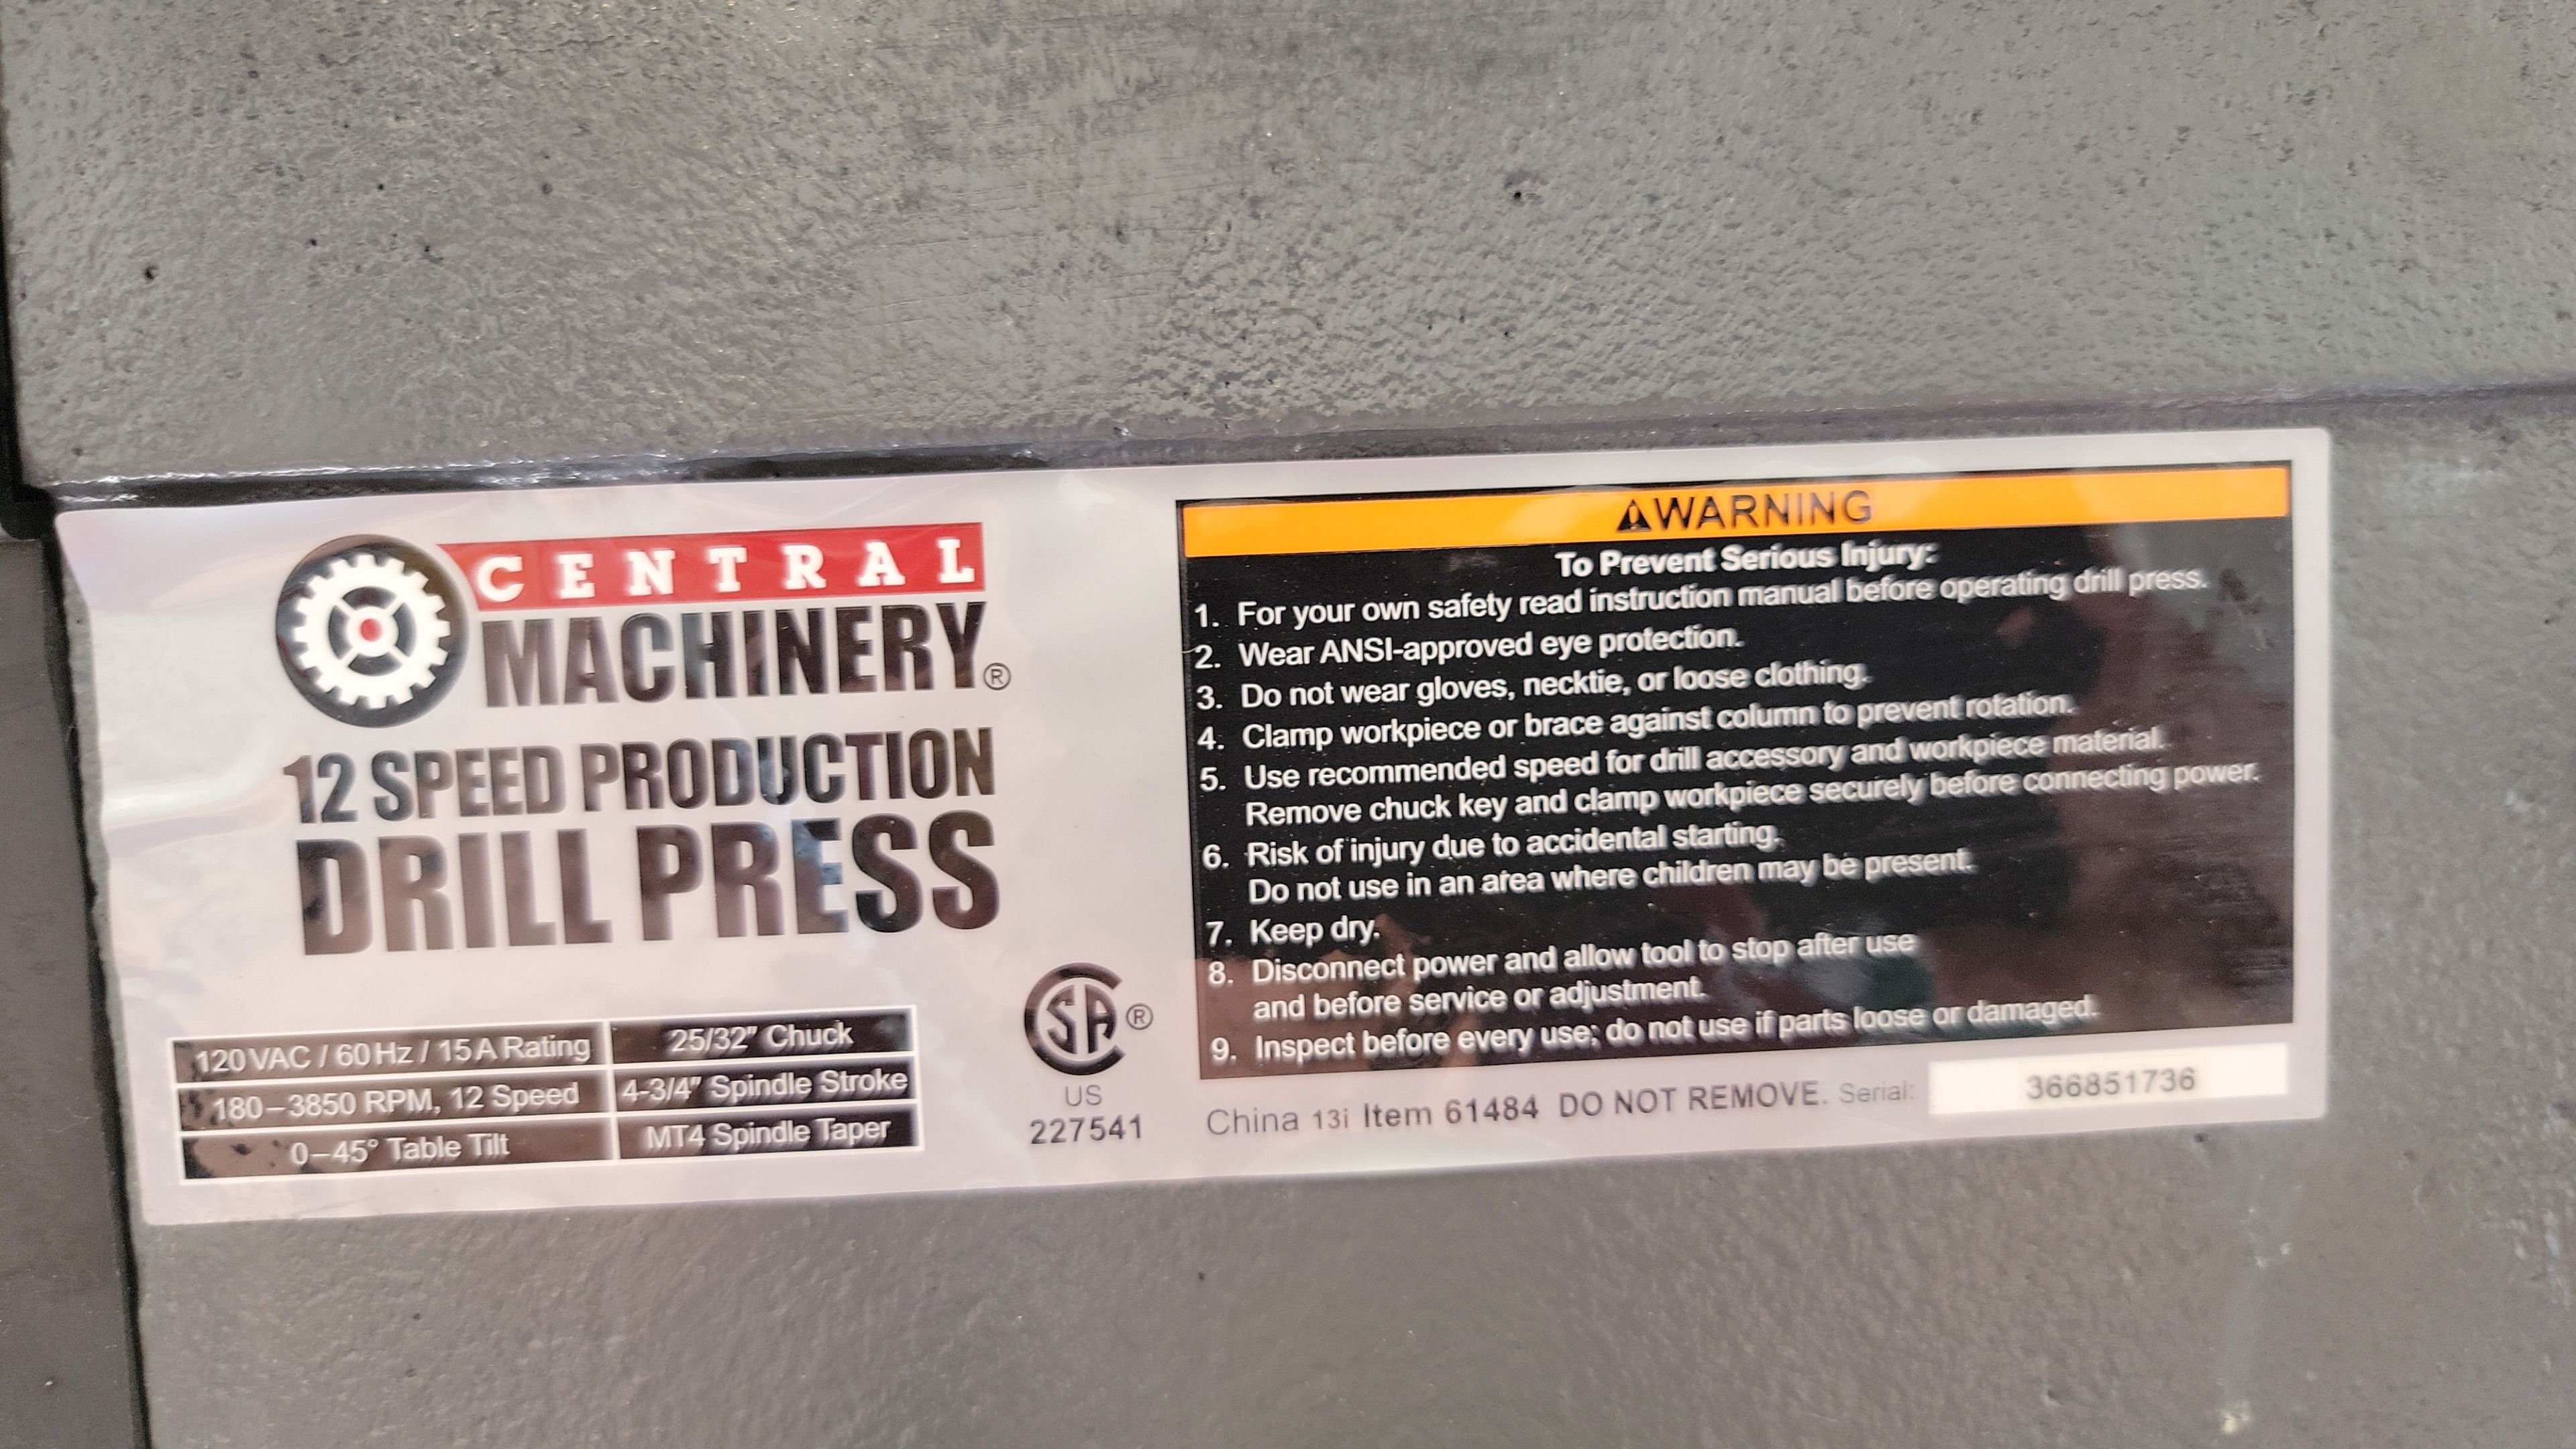 CENTRAL
MACHINERY®
12 SPEED PRODUCTION
DRILL PRESS
120 VAC / 60 Hz / 15 A Rating
25/32" Chuck
180–3850 RPM, 12 Speed
4-3/4" Spindle Stroke
0–45° Table Tilt
MT4 Spindle Taper
SA ®
US
227541
⚠WARNING
To Prevent Serious Injury:
1. For your own safety read instruction manual before operating drill press.
2. Wear ANSI-approved eye protection.
3. Do not wear gloves, necktie, or loose clothing.
4. Clamp workpiece or brace against column to prevent rotation.
5. Use recommended speed for drill accessory and workpiece material.
Remove chuck key and clamp workpiece securely before connecting power.
6. Risk of injury due to accidental starting.
Do not use in an area where children may be present.
7. Keep dry.
8. Disconnect power and allow tool to stop after use
and before service or adjustment.
9. Inspect before every use; do not use if parts loose or damaged.
China 13i Item 61484 DO NOT REMOVE. Serial: 366851736